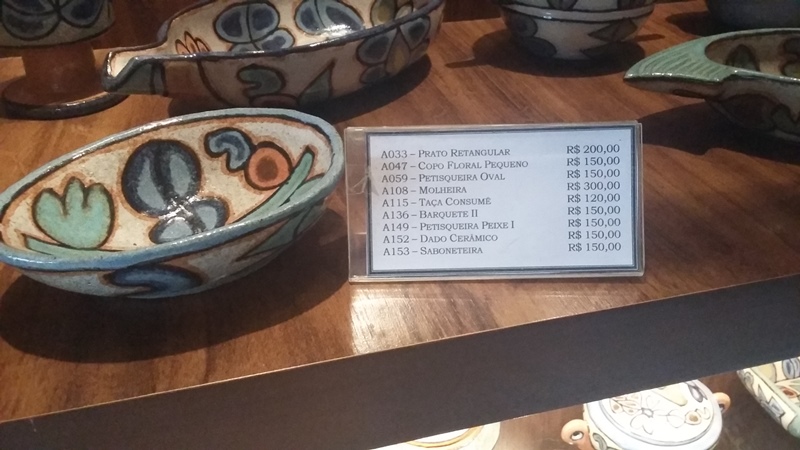 A033 – PRATO RETANGULAR R$ 200,00
A047 – COPO FLORAL PEQUENO R$ 150,00
A059 – PETISQUEIRA OVAL R$ 150,00
A108 – MOLHEIRA R$ 300,00
A115 – TAÇA CONSUMÊ R$ 120,00
A136 – BARQUETE II R$ 150,00
A149 – PETISQUEIRA PEIXE I R$ 150,00
A152 – DADO CERÂMICO R$ 150,00
A153 – SABONETEIRA R$ 150,00